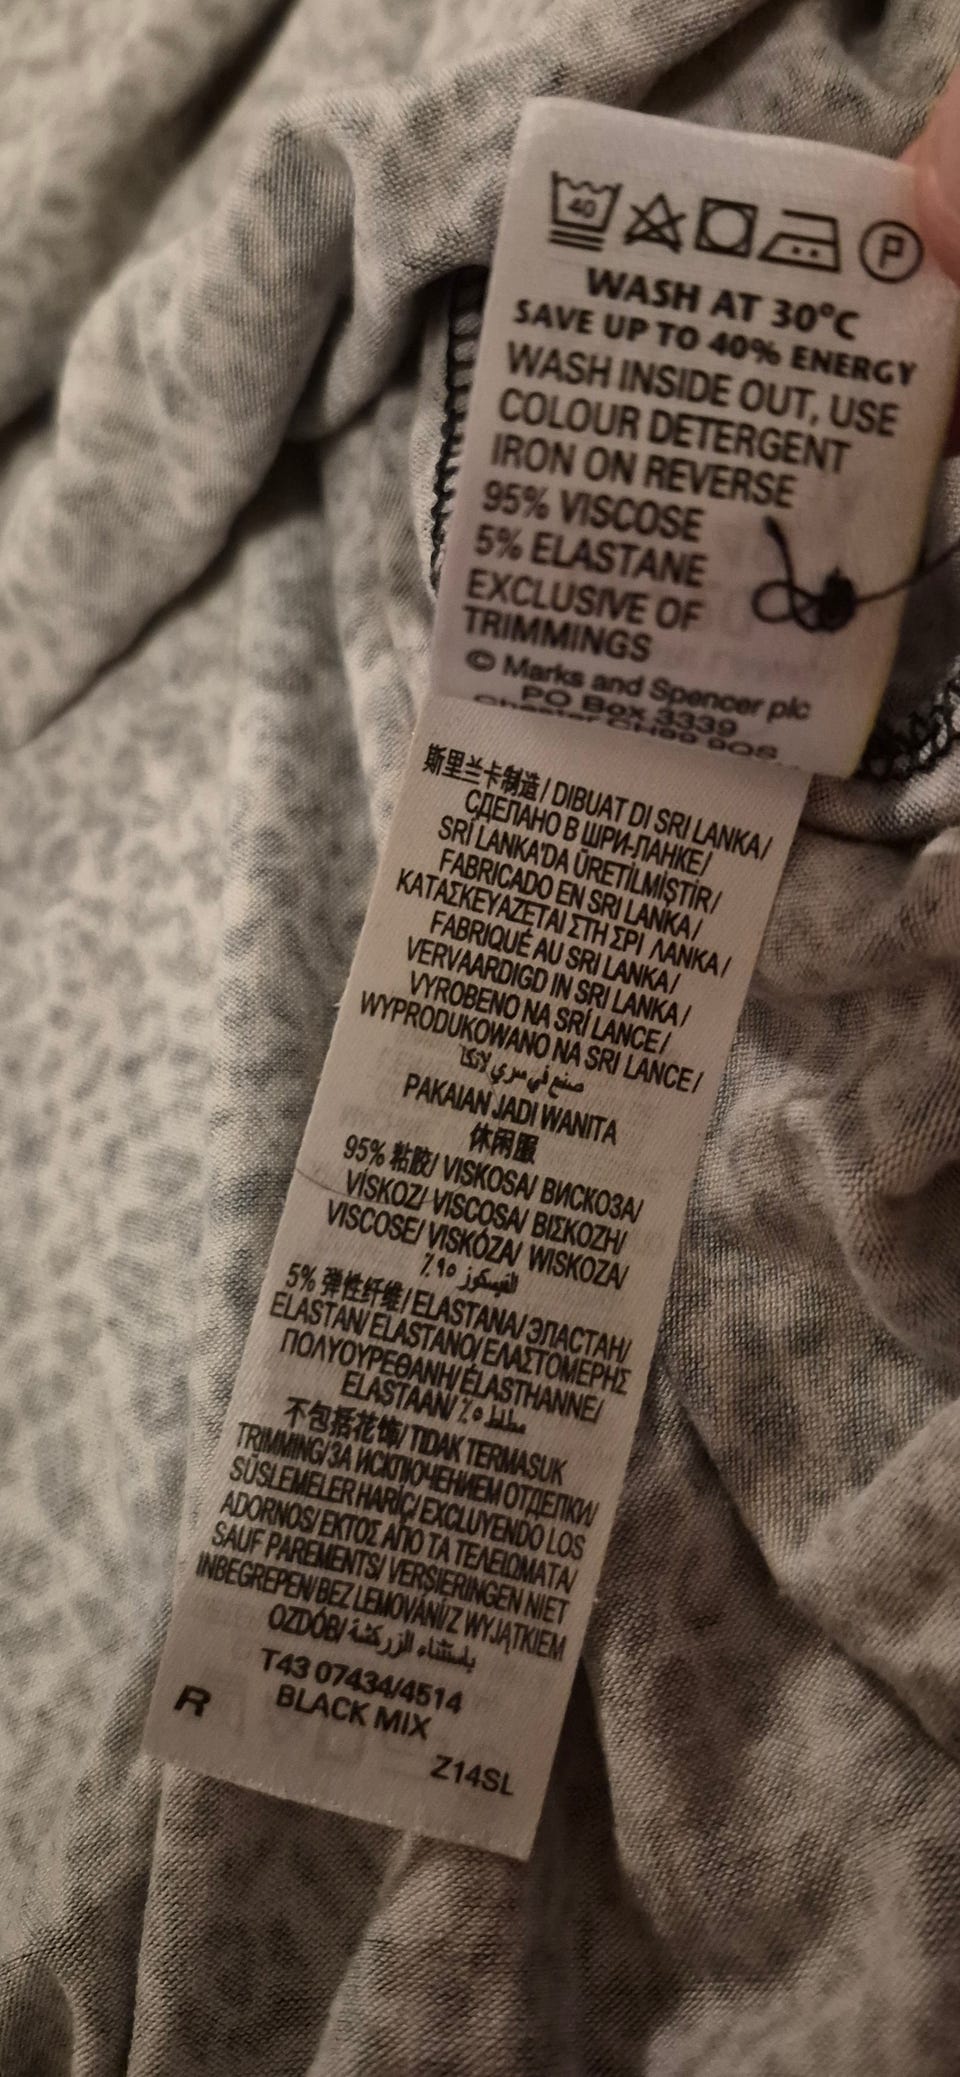 40
P
WASH AT 30°C
SAVE UP TO 40% ENERGY
WASH INSIDE OUT, USE
COLOUR DETERGENT
IRON ON REVERSE
95% VISCOSE
5% ELASTANE
EXCLUSIVE OF
TRIMMINGS
© Marks and Spencer plc
PO Box 3339
Chester CH99 9QS
斯里兰卡制造/ DIBUAT DI SRI LANKA/
СДЕЛАНО В ШРИ-ЛАНКЕ/
SRİ LANKA'DA ÜRETİLMİŞTİR/
FABRICADO EN SRI LANKA/
ΚΑΤΑΣΚΕΥΑΖΕΤΑΙ ΣΤΗ ΣΡΙ ΛΑΝΚΑ/
FABRIQUÉ AU SRI LANKA/
VERVAARDIGD IN SRI LANKA/
VYROBENO NA SRÍ LANCE/
WYPRODUKOWANO NA SRI LANCE/
صنع في سري لانكا
PAKAIAN JADI WANITA
休闲服
95% 粘胶/ VISKOSA/ ВИСКОЗА/
VİSKOZ/ VISCOSA/ ΒΙΣΚΟΖΗ/
VISCOSE/ VISKÓZA/ WISKOZA/
الفيسكوز ٩٥٪
5% 弹性纤维/ ELASTANA/ ЭЛАСТАН/
ELASTAN/ ELASTANO/ ΕΛΑΣΤΟΜΕΡΗΣ
ΠΟΛΥΟΥΡΕΘΑΝΗ/ ÉLASTHANNE/
ELASTAAN/ مطاط ٥٪
不包括花饰/ TIDAK TERMASUK
TRIMMING/ ЗА ИСКЛЮЧЕНИЕМ ОТДЕЛКИ/
SÜSLEMELER HARİÇ/ EXCLUYENDO LOS
ADORNOS/ ΕΚΤΟΣ ΑΠΟ ΤΑ ΤΕΛΕΙΩΜΑΤΑ/
SAUF PAREMENTS/ VERSIERINGEN NIET
INBEGREPEN/ BEZ LEMOVÁNÍ/ Z WYJĄTKIEM
OZDÓB/ باستثناء الزركشة
T43 07434/4514
BLACK MIX
R
Z14SL